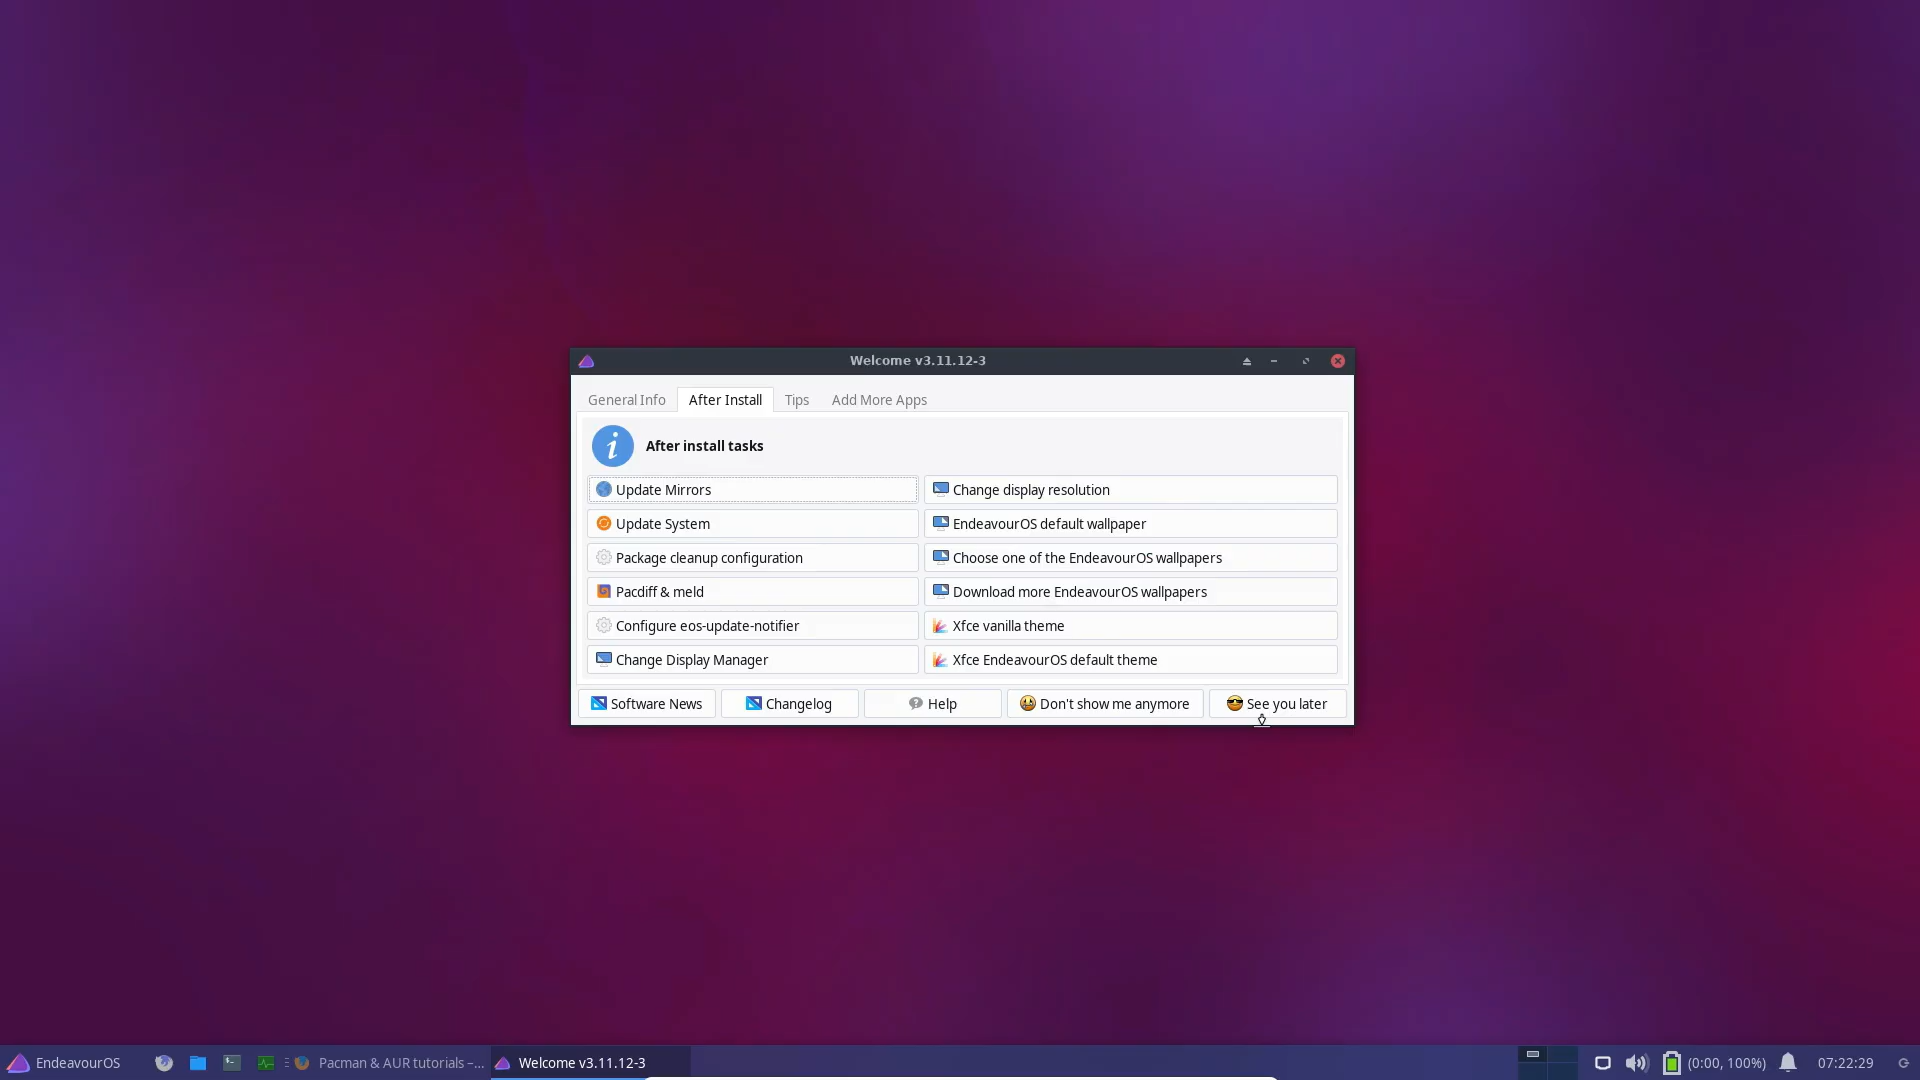 Welcome v3.11.12-3
General Info After Install Tips Add More Apps
After install tasks
Update Mirrors Change display resolution
Update System EndeavourOS default wallpaper
Package cleanup configuration Choose one of the EndeavourOS wallpapers
Pacdiff & meld Download more EndeavourOS wallpapers
Configure eos-update-notifier Xfce vanilla theme
Change Display Manager Xfce EndeavourOS default theme
Software News Changelog Help Don't show me anymore See you later
EndeavourOS Pacman & AUR tutorials –... Welcome v3.11.12-3 (0:00, 100%) 07:22:29